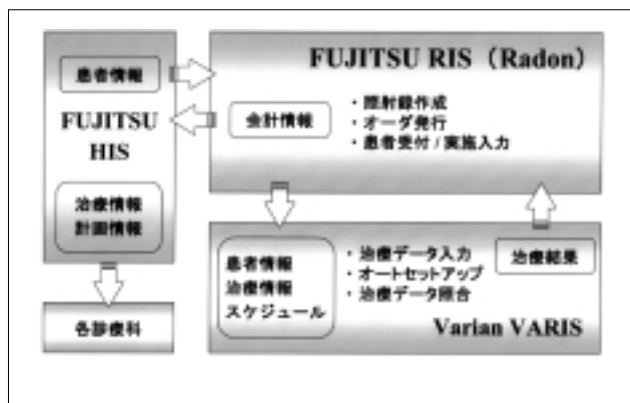 患者情報
FUJITSU
HIS
治療情報
計画情報
各診療科
FUJITSU RIS（Radon）
会計情報
・照射録作成
・オーダ発行
・患者受付 / 実施入力
患者情報
治療情報
スケジュール
・治療データ入力
・オートセットアップ
・治療データ照合
治療結果
Varian VARIS